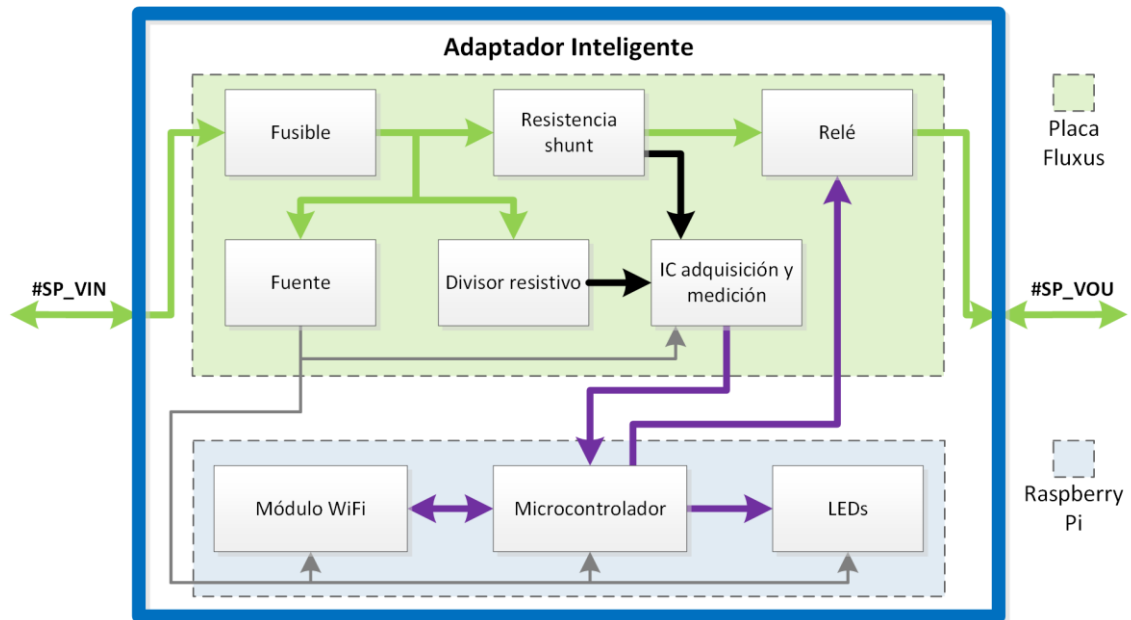 Adaptador Inteligente
Fusible
Resistencia
shunt
Relé
Placa
Fluxus
#SP_VIN
Fuente
Divisor resistivo
IC adquisición y
medición
#SP_VOU
Módulo WiFi
Microcontrolador
LEDs
Raspberry
Pi